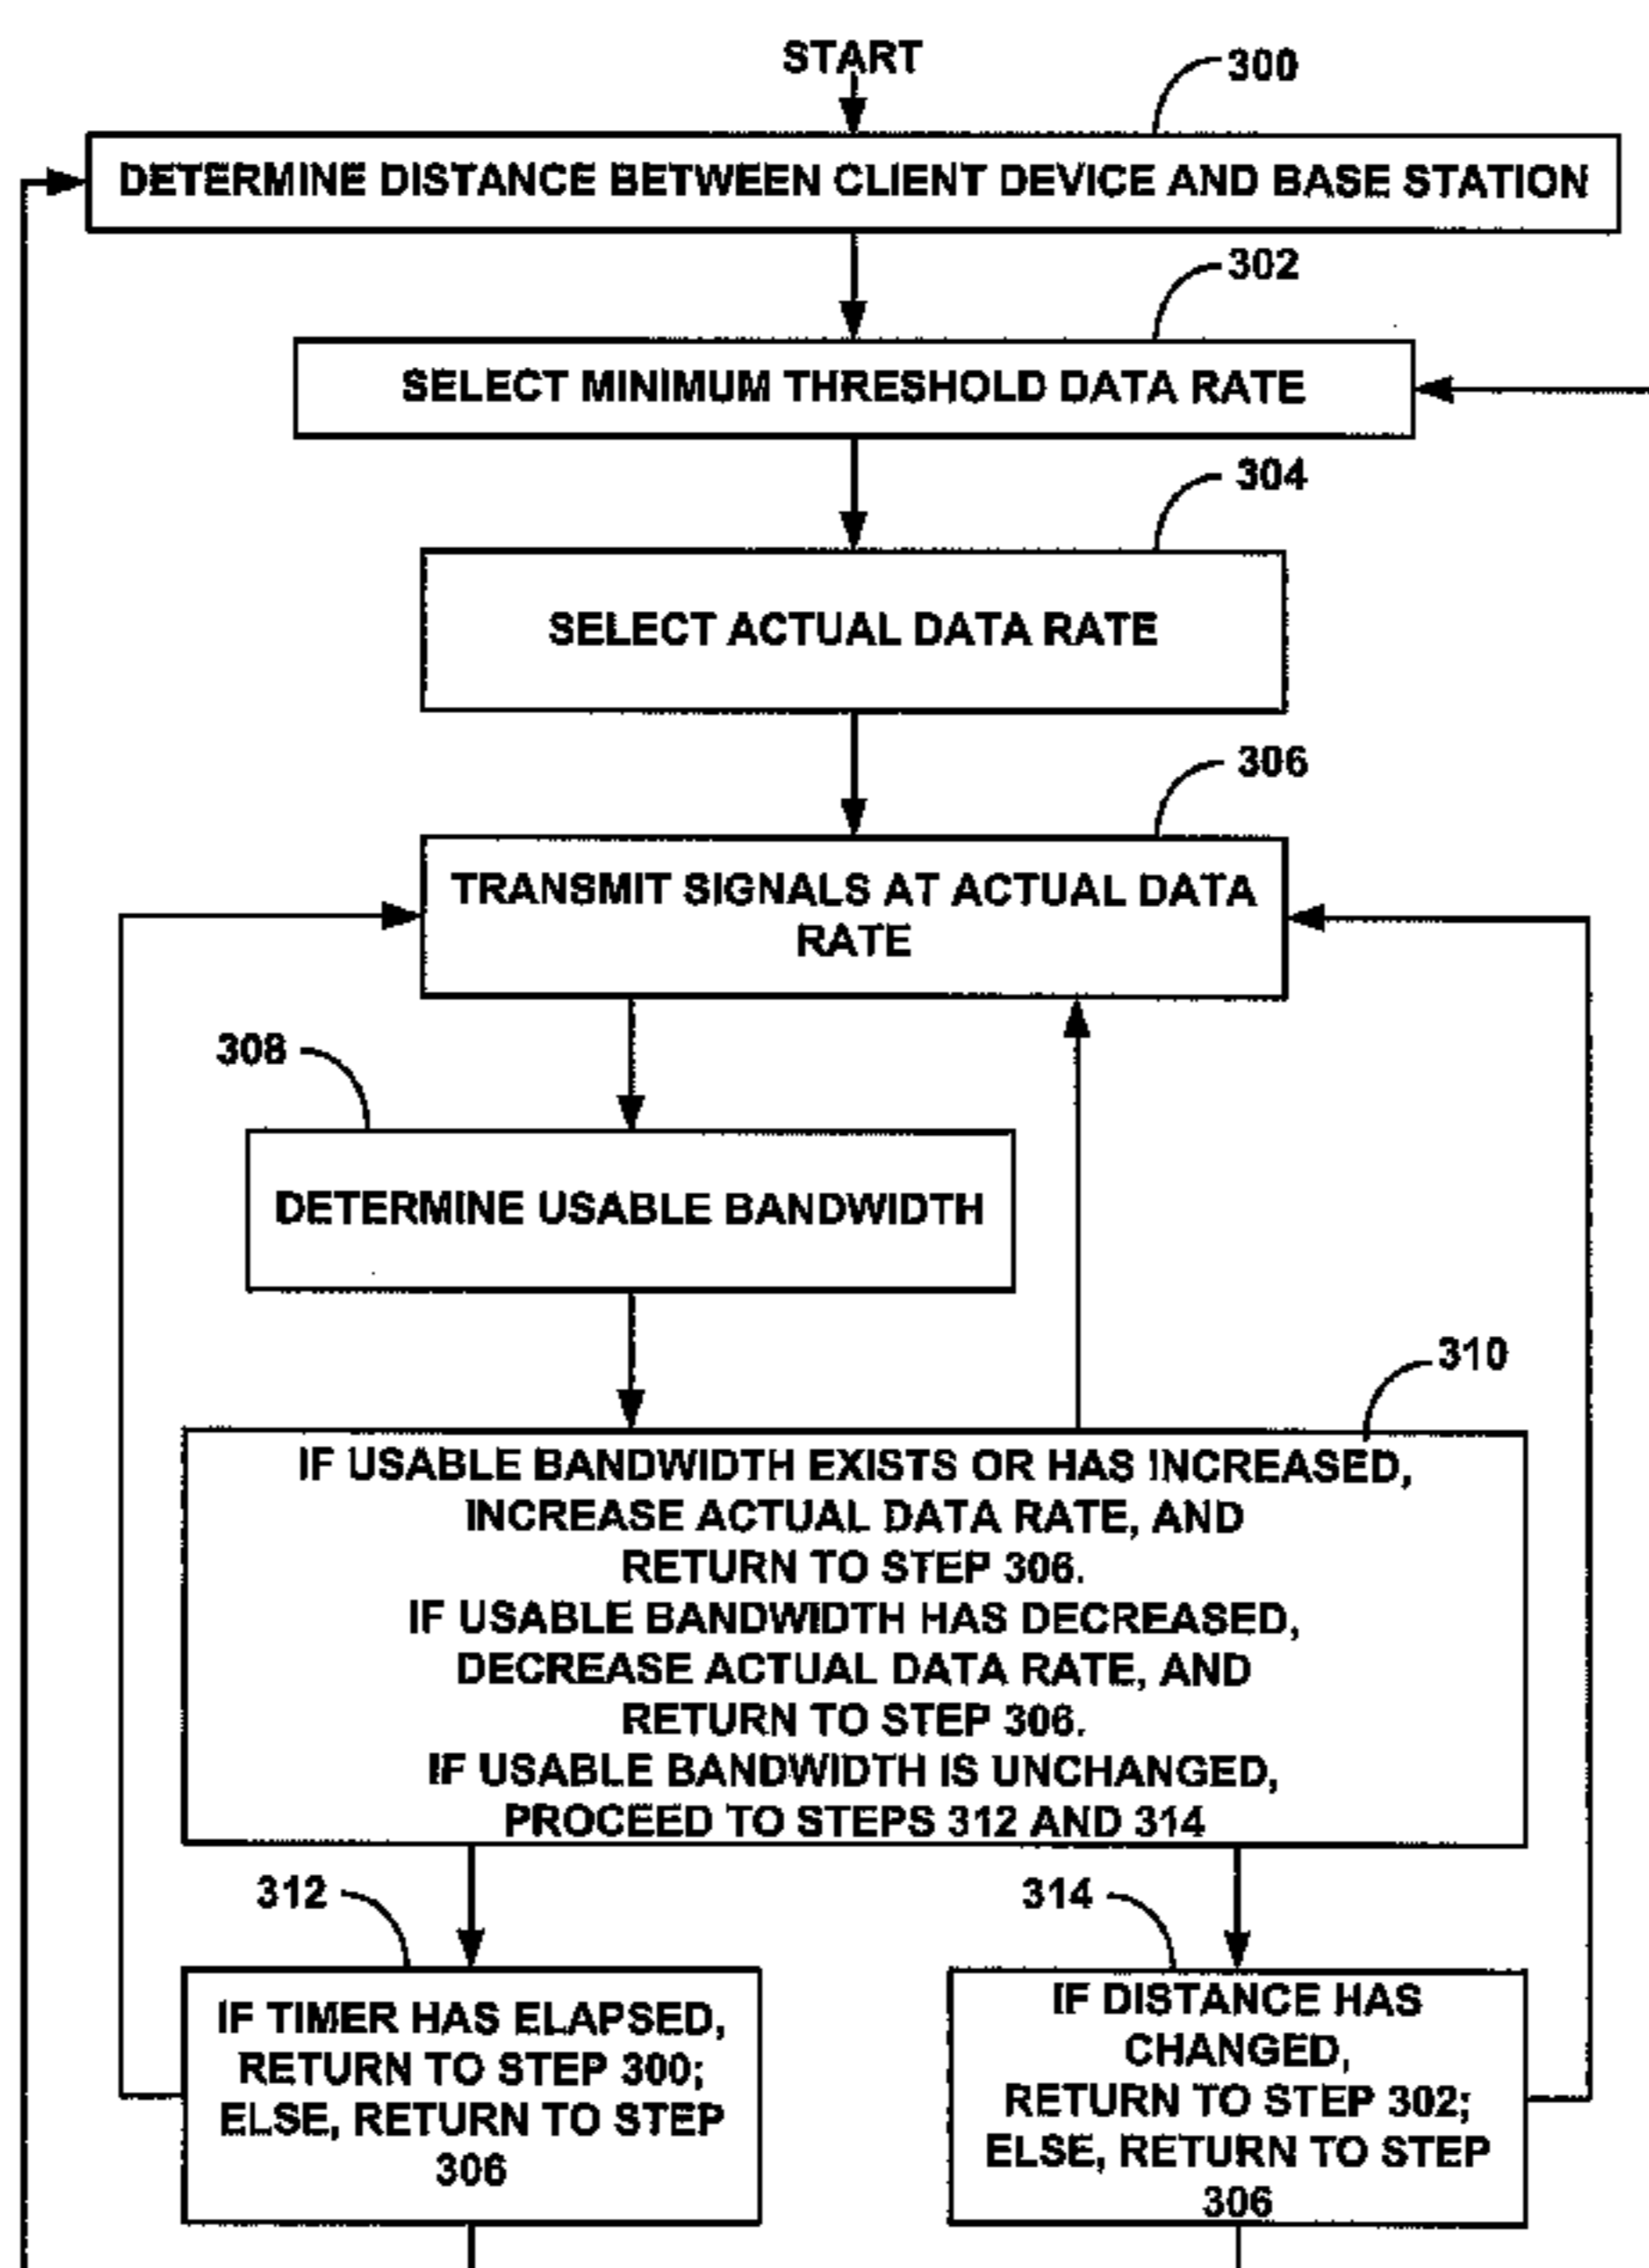 START
300
DETERMINE DISTANCE BETWEEN CLIENT DEVICE AND BASE STATION
302
SELECT MINIMUM THRESHOLD DATA RATE
304
SELECT ACTUAL DATA RATE
306
TRANSMIT SIGNALS AT ACTUAL DATA
RATE
308
DETERMINE USABLE BANDWIDTH
310
IF USABLE BANDWIDTH EXISTS OR HAS INCREASED,
INCREASE ACTUAL DATA RATE, AND
RETURN TO STEP 306.
IF USABLE BANDWIDTH HAS DECREASED,
DECREASE ACTUAL DATA RATE, AND
RETURN TO STEP 306.
IF USABLE BANDWIDTH IS UNCHANGED,
PROCEED TO STEPS 312 AND 314
312
IF TIMER HAS ELAPSED,
RETURN TO STEP 300;
ELSE, RETURN TO STEP
306
314
IF DISTANCE HAS
CHANGED,
RETURN TO STEP 302;
ELSE, RETURN TO STEP
306